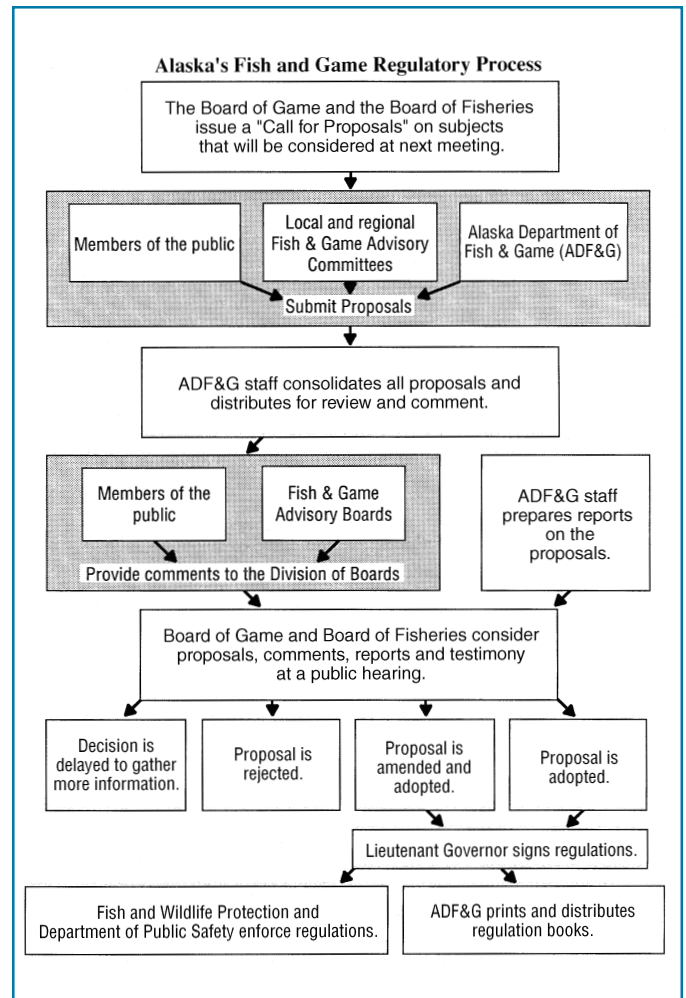 Alaska's Fish and Game Regulatory Process
The Board of Game and the Board of Fisheries
issue a "Call for Proposals" on subjects
that will be considered at next meeting.
Members of the public
Local and regional
Fish & Game Advisory
Committees
Alaska Department of
Fish & Game (ADF&G)
Submit Proposals
ADF&G staff consolidates all proposals and
distributes for review and comment.
Members of the
public
Fish & Game
Advisory Boards
Provide comments to the Division of Boards
ADF&G staff
prepares reports
on the
proposals.
Board of Game and Board of Fisheries consider
proposals, comments, reports and testimony
at a public hearing.
Decision is
delayed to gather
more information.
Proposal is
rejected.
Proposal is
amended and
adopted.
Proposal is
adopted.
Lieutenant Governor signs regulations.
Fish and Wildlife Protection and
Department of Public Safety enforce regulations.
ADF&G prints and distributes
regulation books.